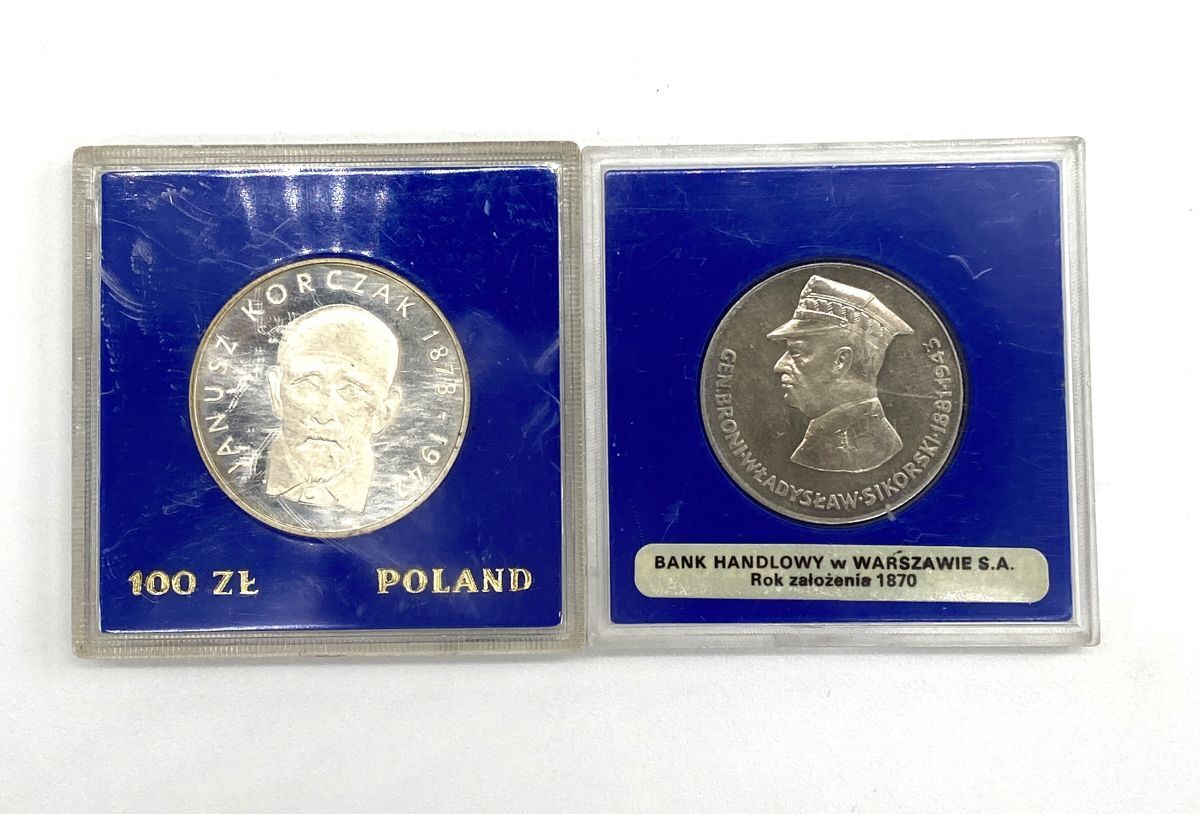 JANUSZ KORCZAK 1878 - 1942
100 ZŁ POLAND
GEN.BRONI·WŁADYSŁAW·SIKORSKI·1881-1943
BANK HANDLOWY w WARSZAWIE S.A.
Rok założenia 1870